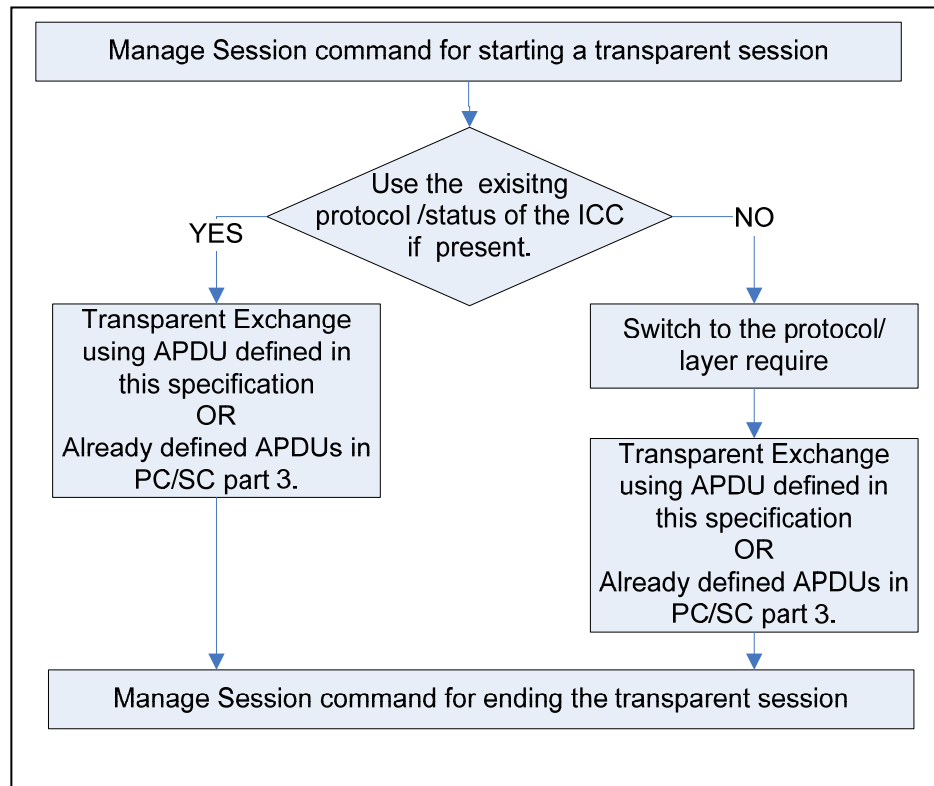 Manage Session command for starting a transparent session
Use the exisitng
protocol /status of the ICC
if present.
YES
NO
Transparent Exchange
using APDU defined in
this specification
OR
Already defined APDUs in
PC/SC part 3.
Switch to the protocol/
layer require
Transparent Exchange
using APDU defined in
this specification
OR
Already defined APDUs in
PC/SC part 3.
Manage Session command for ending the transparent session